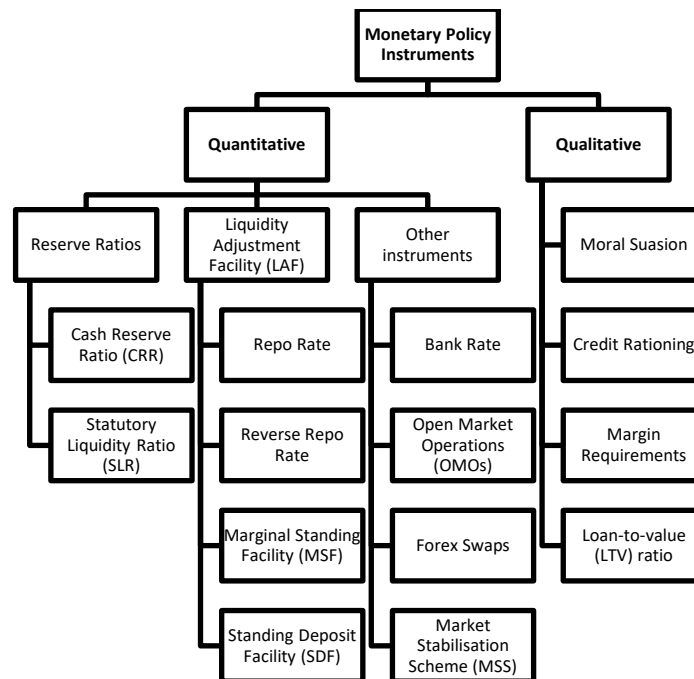 Monetary Policy
Instruments
Quantitative
Qualitative
Reserve Ratios
Liquidity
Adjustment
Facility (LAF)
Other
instruments
Moral Suasion
Cash Reserve
Ratio (CRR)
Repo Rate
Bank Rate
Credit Rationing
Statutory
Liquidity Ratio
(SLR)
Reverse Repo
Rate
Open Market
Operations
(OMOs)
Margin
Requirements
Marginal Standing
Facility (MSF)
Forex Swaps
Loan-to-value
(LTV) ratio
Standing Deposit
Facility (SDF)
Market
Stabilisation
Scheme (MSS)